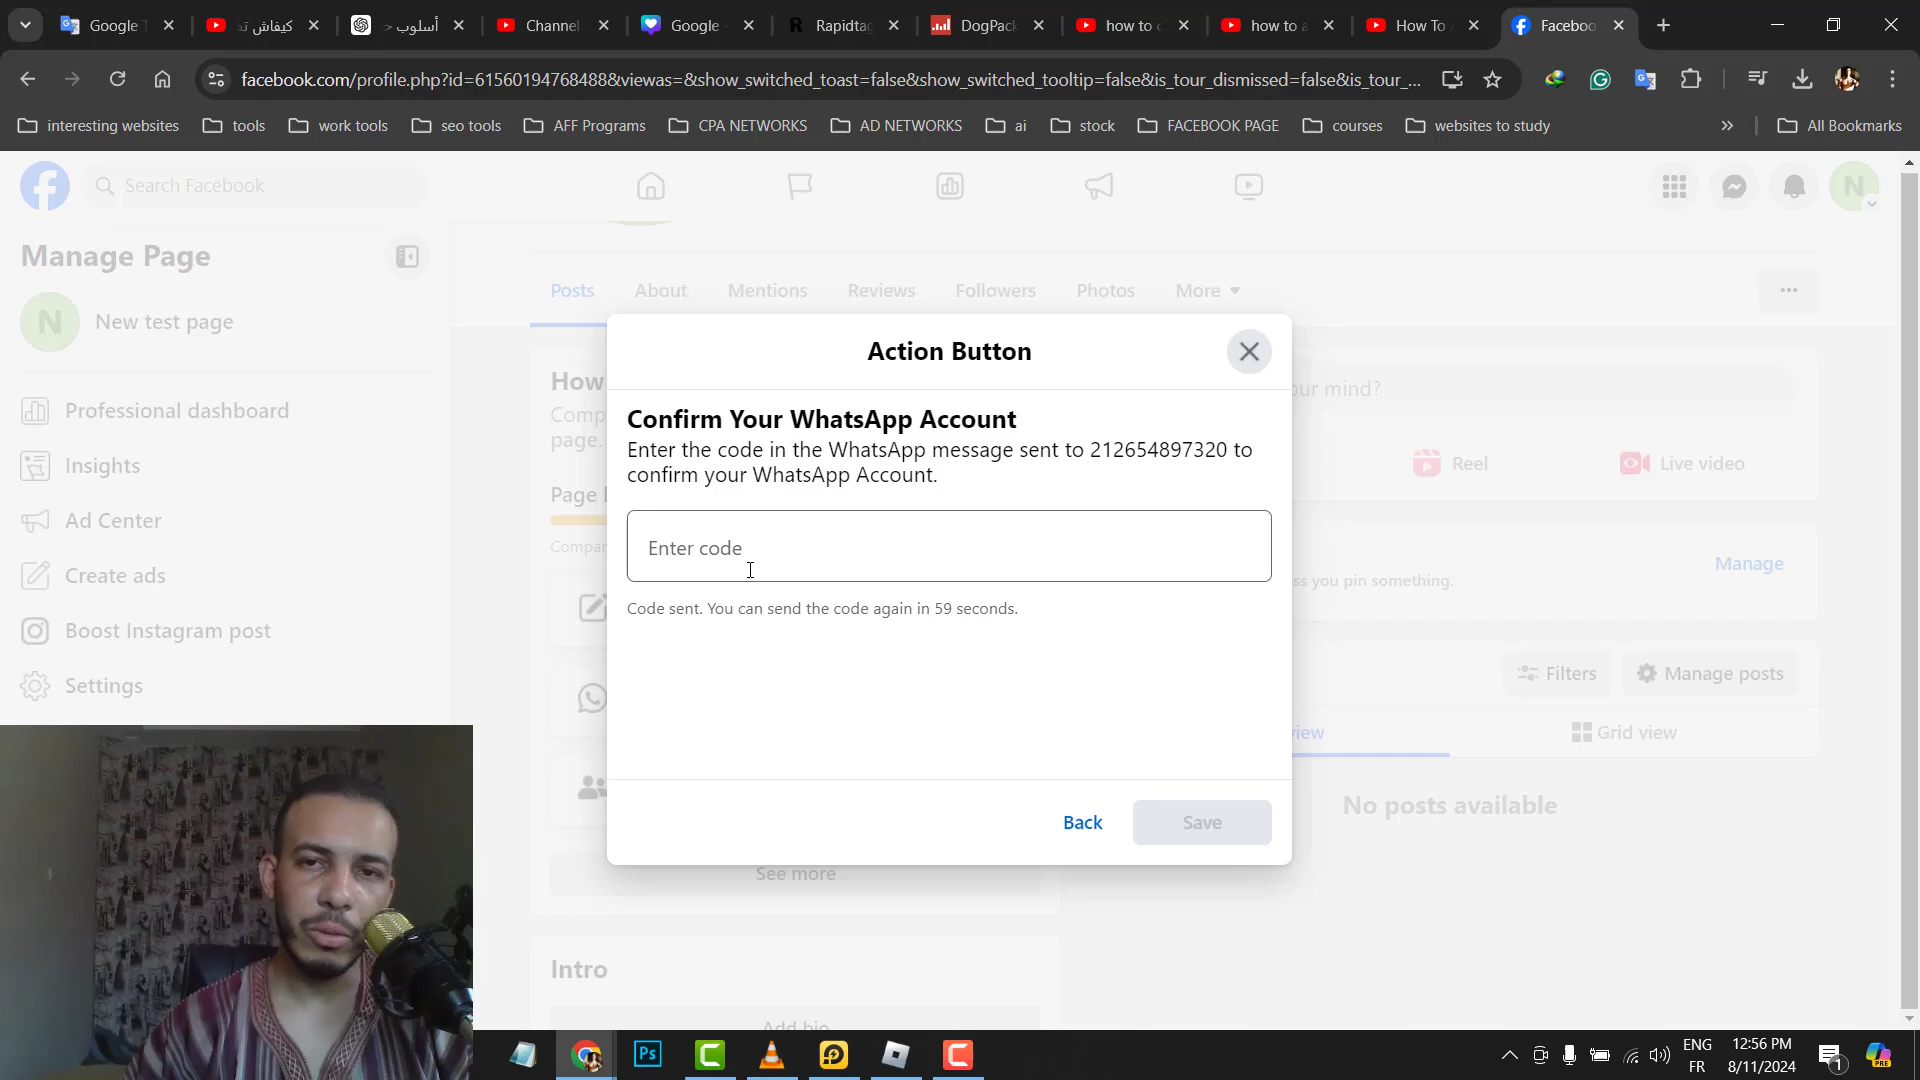 Google T
كيفاش تق
أسلوب ح
Channel
Google
Rapidtag
DogPack
how to c
how to a
How To
Facebook
facebook.com/profile.php?id=61560194768488&viewas=&show_switched_toast=false&show_switched_tooltip=false&is_tour_dismissed=false&is_tour_...
interesting websites
tools
work tools
seo tools
AFF Programs
CPA NETWORKS
AD NETWORKS
ai
stock
FACEBOOK PAGE
courses
websites to study
All Bookmarks
Search Facebook
N
Manage Page
N
New test page
Professional dashboard
Insights
Ad Center
Create ads
Boost Instagram post
Settings
Posts
About
Mentions
Reviews
Followers
Photos
More
How
Comp
page.
Page
Compar
our mind?
Reel
Live video
Manage
ss you pin something.
Filters
Manage posts
view
Grid view
No posts available
See more
Intro
Add bio
Action Button
Confirm Your WhatsApp Account
Enter the code in the WhatsApp message sent to 212654897320 to
confirm your WhatsApp Account.
Enter code
Code sent. You can send the code again in 59 seconds.
Back
Save
Ps
ENG
FR
12:56 PM
8/11/2024
1
PRE